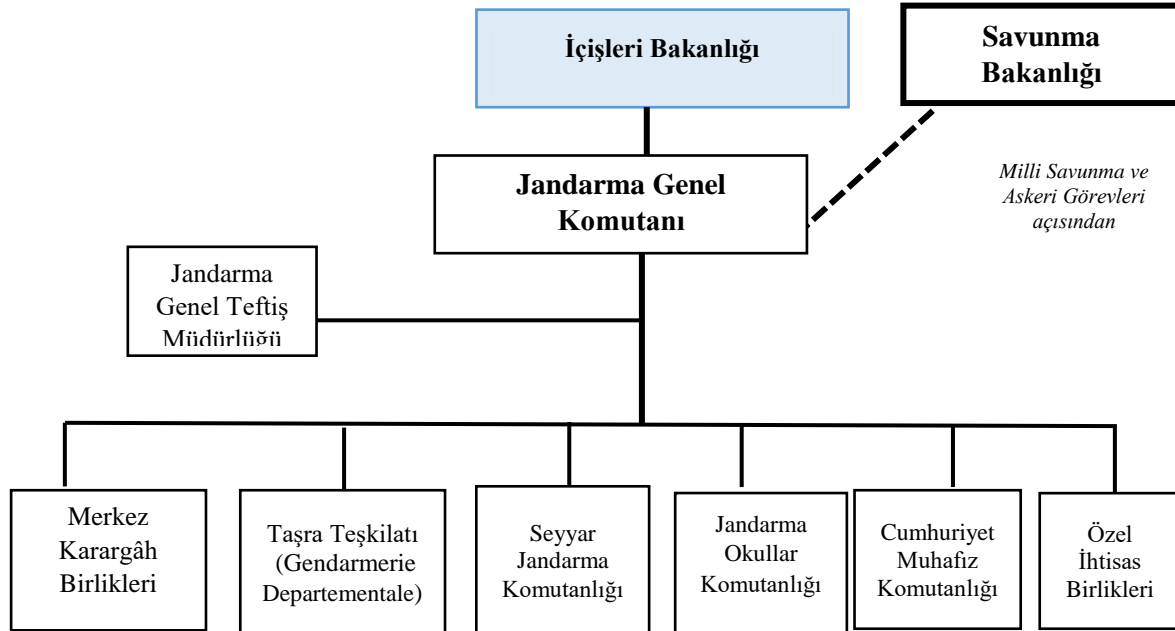 İçişleri Bakanlığı
Savunma
Bakanlığı
Jandarma Genel
Komutanı
Milli Savunma ve
Askeri Görevleri
açısından
Jandarma
Genel Teftiş
Müdürlüğü
Merkez
Karargâh
Birlikleri
Taşra Teşkilatı
(Gendarmerie
Departementale)
Seyyar
Jandarma
Komutanlığı
Jandarma
Okullar
Komutanlığı
Cumhuriyet
Muhafız
Komutanlığı
Özel
İhtisas
Birlikleri